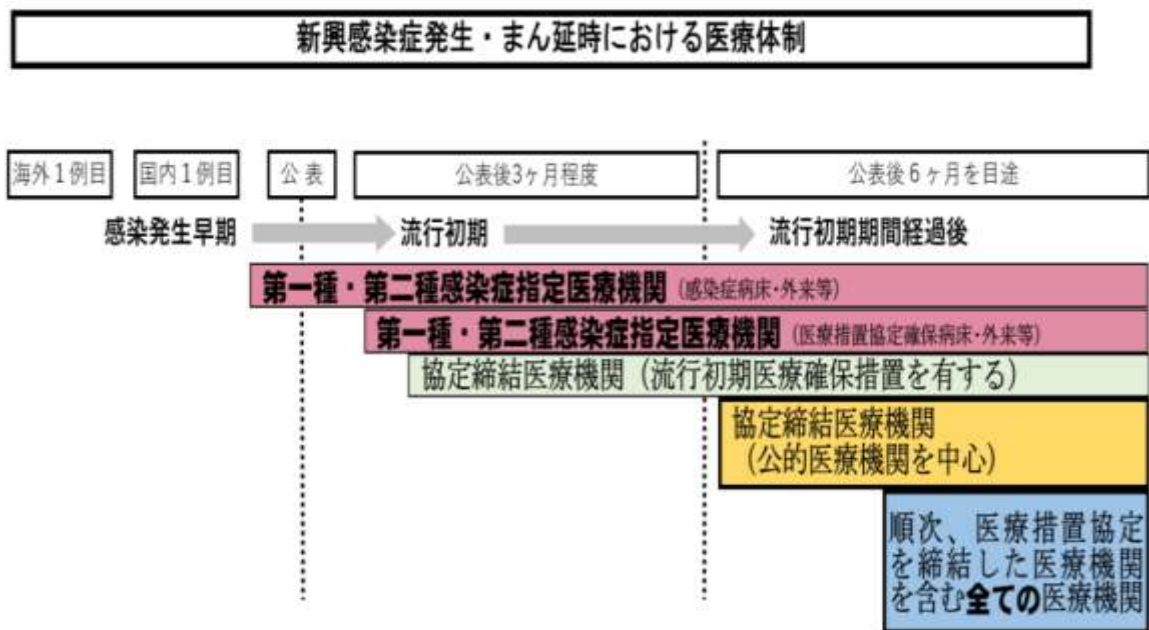 新興感染症発生・まん延時における医療体制
海外1例目
国内1例目
公 表
公表後3ヶ月程度
公表後6ヶ月を目途
感染発生早期
流行初期
流行初期期間経過後
第一種・第二種感染症指定医療機関 (感染症病床・外来等)
第一種・第二種感染症指定医療機関 (医療措置協定確保病床・外来等)
協定締結医療機関（流行初期医療確保措置を有する）
協定締結医療機関
（公的医療機関を中心）
順次、医療措置協定
を締結した医療機関
を含む全ての医療機関